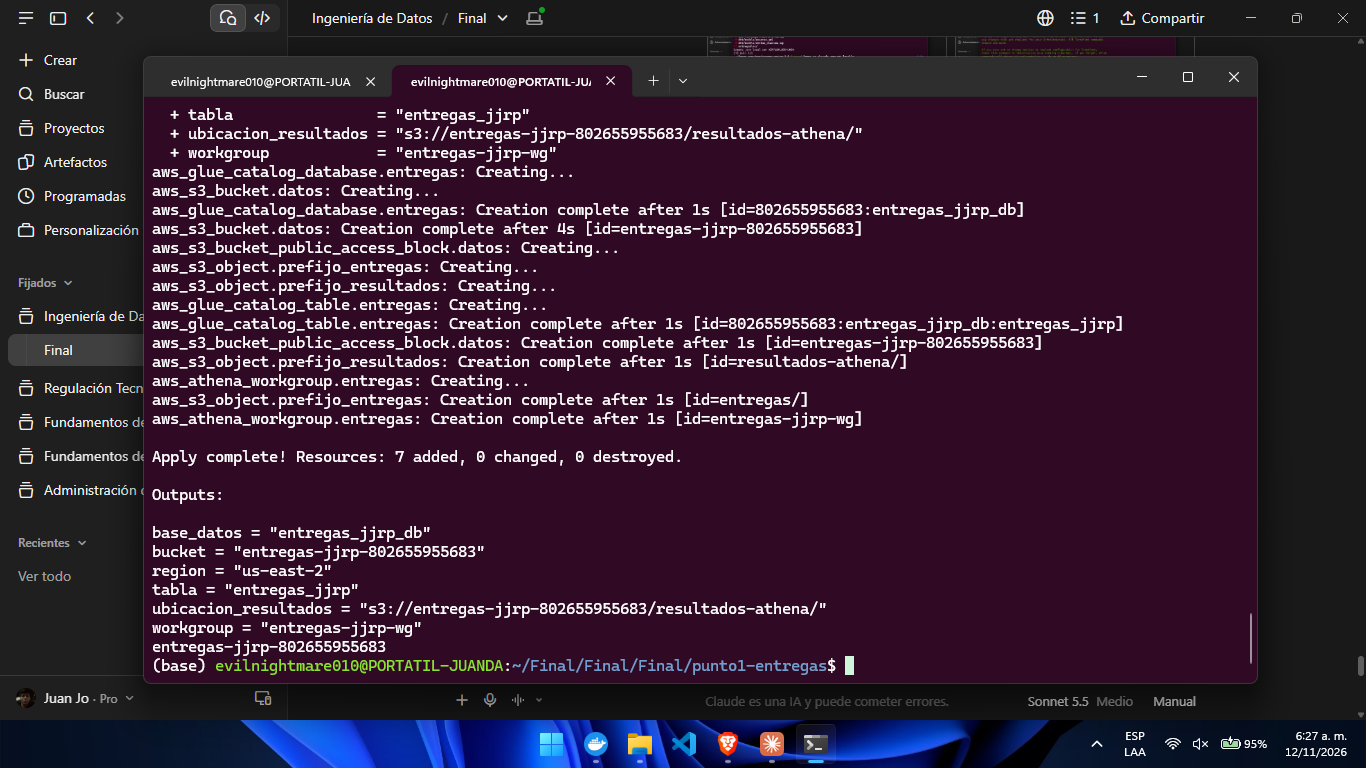 Ingeniería de Datos / Final
1
Compartir
Crear
Buscar
Proyectos
Artefactos
Programadas
Personalización
Fijados
Ingeniería de Da
Final
Regulación Tecn
Fundamentos de
Fundamentos de
Administración
Recientes
Ver todo
Juan Jo · Pro
evilnightmare010@PORTATIL-JUA
evilnightmare010@PORTATIL-JU
+ tabla = "entregas_jjrp"
+ ubicacion_resultados = "s3://entregas-jjrp-802655955683/resultados-athena/"
+ workgroup = "entregas-jjrp-wg"
aws_glue_catalog_database.entregas: Creating...
aws_s3_bucket.datos: Creating...
aws_glue_catalog_database.entregas: Creation complete after 1s [id=802655955683:entregas_jjrp_db]
aws_s3_bucket.datos: Creation complete after 4s [id=entregas-jjrp-802655955683]
aws_s3_bucket_public_access_block.datos: Creating...
aws_s3_object.prefijo_entregas: Creating...
aws_s3_object.prefijo_resultados: Creating...
aws_glue_catalog_table.entregas: Creating...
aws_glue_catalog_table.entregas: Creation complete after 1s [id=802655955683:entregas_jjrp_db:entregas_jjrp]
aws_s3_bucket_public_access_block.datos: Creation complete after 1s [id=entregas-jjrp-802655955683]
aws_s3_object.prefijo_resultados: Creation complete after 1s [id=resultados-athena/]
aws_athena_workgroup.entregas: Creating...
aws_s3_object.prefijo_entregas: Creation complete after 1s [id=entregas/]
aws_athena_workgroup.entregas: Creation complete after 1s [id=entregas-jjrp-wg]
Apply complete! Resources: 7 added, 0 changed, 0 destroyed.
Outputs:
base_datos = "entregas_jjrp_db"
bucket = "entregas-jjrp-802655955683"
region = "us-east-2"
tabla = "entregas_jjrp"
ubicacion_resultados = "s3://entregas-jjrp-802655955683/resultados-athena/"
workgroup = "entregas-jjrp-wg"
entregas-jjrp-802655955683
(base) evilnightmare010@PORTATIL-JUANDA:~/Final/Final/Final/punto1-entregas$
Claude es una IA y puede cometer errores.
Sonnet 5.5 Medio
Manual
ESP
LAA
95%
6:27 a. m.
12/11/2026